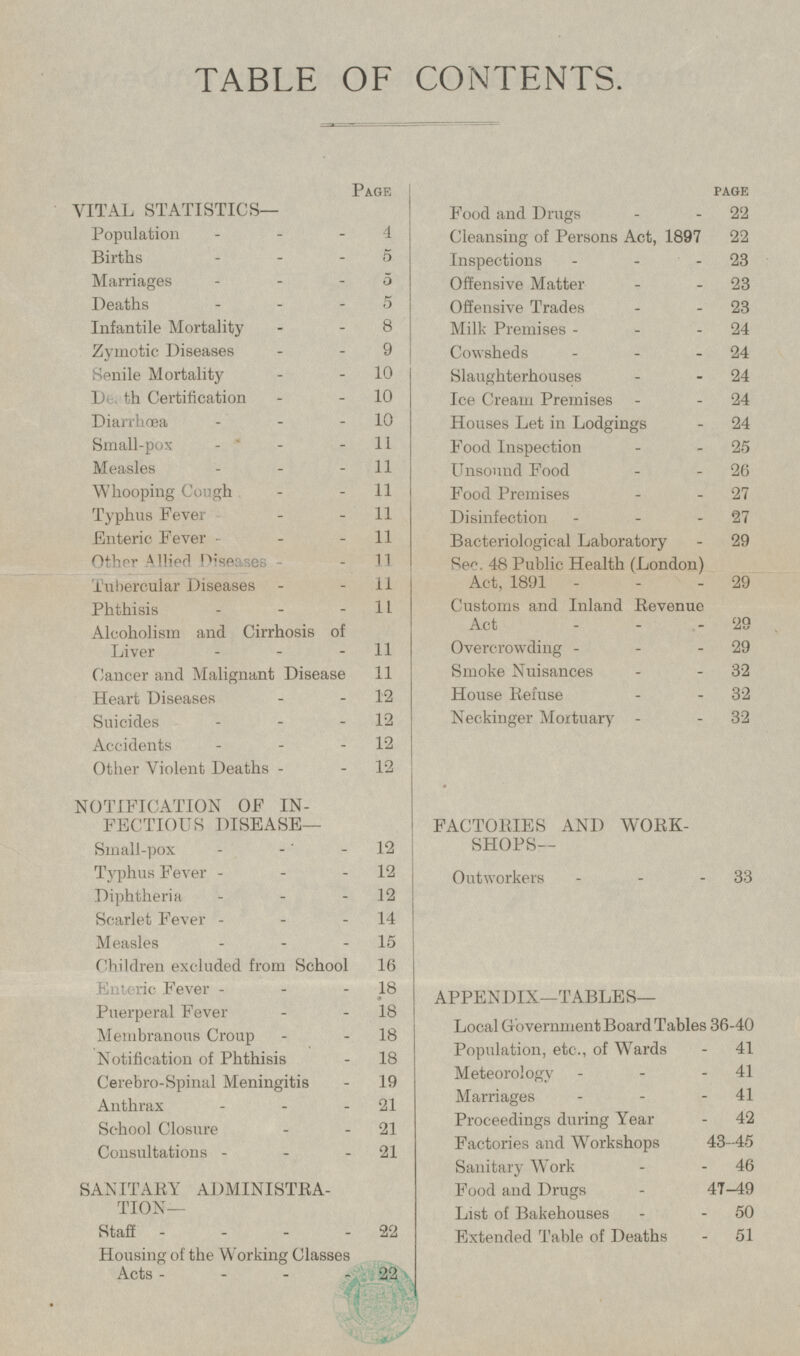 TABLE OF CONTENTS.
PAGE
VITAL STATISTICS—
Population - - - 4
Births - - - 5
Marriages - - - 5
Deaths - - - 5
Infantile Mortality - - 8
Zymotic Diseases - - 9
Senile Mortality - - 10
Death Certification - - 10
Diarrhœa - - - 10
Small-pox - - - 11
Measles - - - 11
Whooping Cough - - 11
Typhus Fever - - - 11
Enteric Fever - - - 11
Other Allied Diseases - - 11
Tubercular Diseases - - 11
Phthisis - - - 11
Alcoholism and Cirrhosis of
Liver - - - 11
Cancer and Malignant Disease 11
Heart Diseases - - 12
Suicides - - - 12
Accidents - - - 12
Other Violent Deaths - - 12
NOTIFICATION OF IN-
FECTIOUS DISEASE—
Small-pox - - - 12
Typhus Fever - - - 12
Diphtheria - - - 12
Scarlet Fever - - - 14
Measles - - - 15
Children excluded from School 16
Enteric Fever - - - 18
Puerperal Fever - - 18
Membranous Croup - - 18
Notification of Phthisis - 18
Cerebro-Spinal Meningitis - 19
Anthrax - - - 21
School Closure - - 21
Consultations - - - 21
SANITARY ADMINISTRA-
TION—
Staff - - - - 22
Housing of the Working Classes
Acts - - - - 22
PAGE
Food and Drugs - - 22
Cleansing of Persons Act, 1897 22
Inspections - - - 23
Offensive Matter - - 23
Offensive Trades - - 23
Milk Premises - - - 24
Cowsheds - - - 24
Slaughterhouses - - 24
Ice Cream Premises - - 24
Houses Let in Lodgings - 24
Food Inspection - - 25
Unsound Food - - 26
Food Premises - - 27
Disinfection - - - 27
Bacteriological Laboratory - 29
Sec. 48 Public Health (London)
Act, 1891 - - - 29
Customs and Inland Revenue
Act - - - 29
Overcrowding - - - 29
Smoke Nuisances - - 32
House Refuse - - 32
Neckinger Mortuary - - 32
FACTORIES AND WORK-
SHOPS—
Outworkers - - - 33
APPENDIX—TABLES—
Local Government Board Tables 36-40
Population, etc., of Wards - 41
Meteorology - - - 41
Marriages - - - 41
Proceedings during Year - 42
Factories and Workshops 43-45
Sanitary Work - - 46
Food and Drugs - 47-49
List of Bakehouses - - 50
Extended Table of Deaths - 51